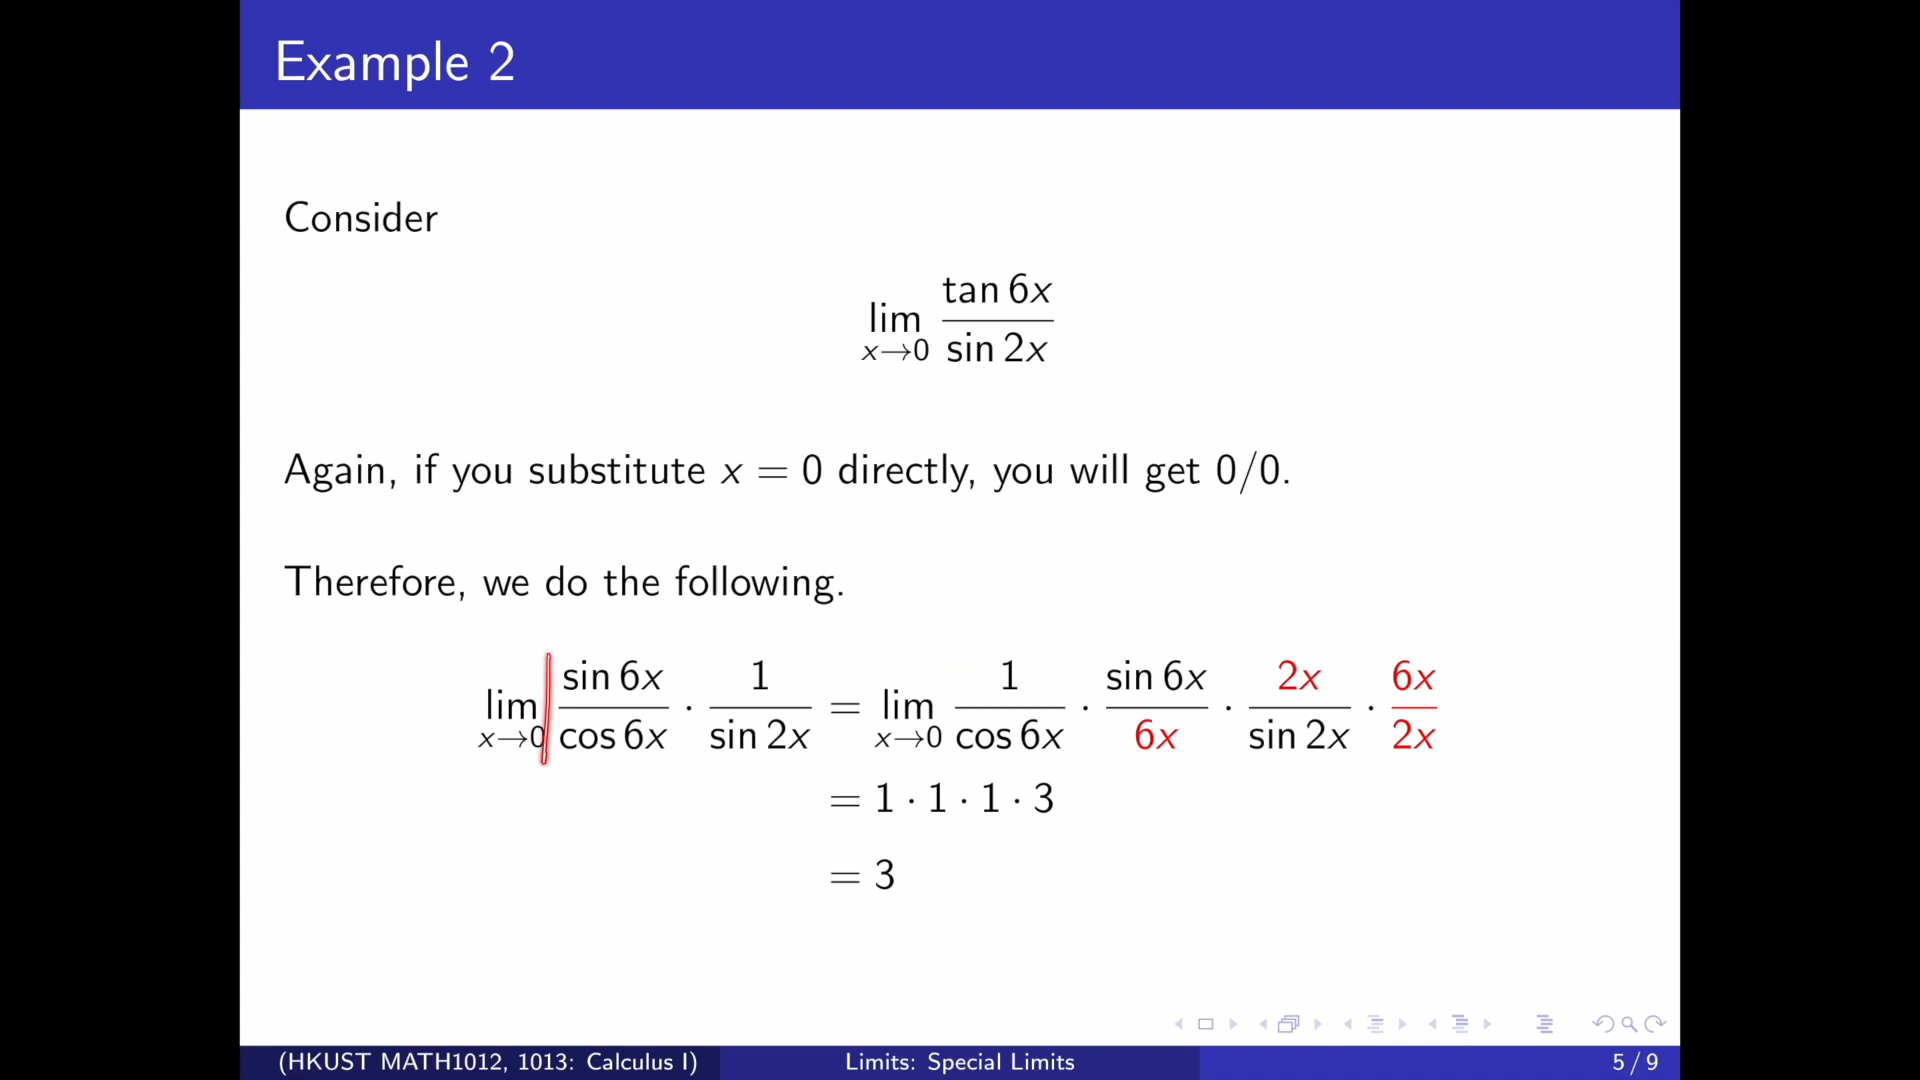 Example 2
Consider
lim x→0 tan 6x / sin 2x
Again, if you substitute x = 0 directly, you will get 0/0.
Therefore, we do the following.
lim x→0 sin 6x / cos 6x · 1 / sin 2x = lim x→0 1 / cos 6x · sin 6x / 6x · 2x / sin 2x · 6x / 2x
= 1 · 1 · 1 · 3
= 3
(HKUST MATH1012, 1013: Calculus I) Limits: Special Limits 5 / 9